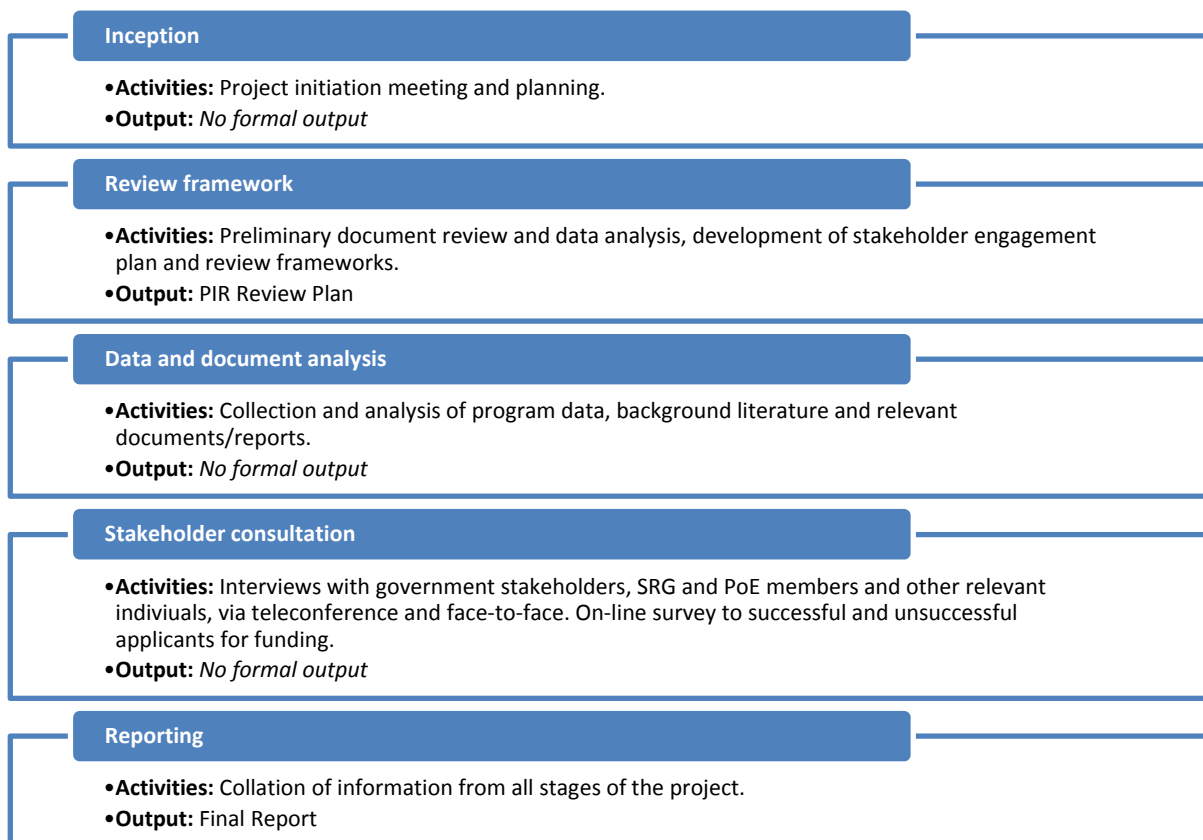 Inception
•Activities: Project initiation meeting and planning.
•Output: No formal output
Review framework
•Activities: Preliminary document review and data analysis, development of stakeholder engagement
plan and review frameworks.
•Output: PIR Review Plan
Data and document analysis
•Activities: Collection and analysis of program data, background literature and relevant
documents/reports.
•Output: No formal output
Stakeholder consultation
•Activities: Interviews with government stakeholders, SRG and PoE members and other relevant
indiviuals, via teleconference and face-to-face. On-line survey to successful and unsuccessful
applicants for funding.
•Output: No formal output
Reporting
•Activities: Collation of information from all stages of the project.
•Output: Final Report